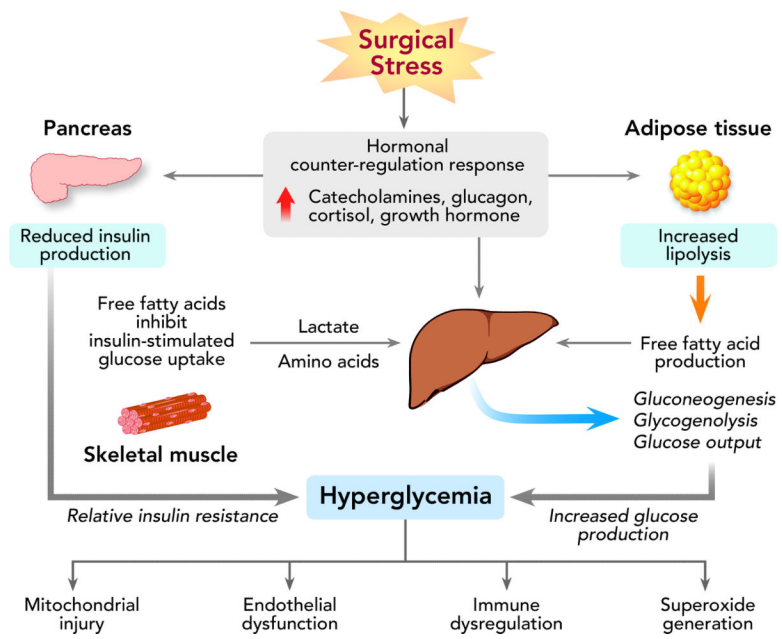 Surgical
Stress
Pancreas
Hormonal
counter-regulation response
Catecholamines, glucagon,
cortisol, growth hormone
Adipose tissue
Reduced insulin
production
Increased
lipolysis
Free fatty acids
inhibit
insulin-stimulated
glucose uptake
Lactate
Amino acids
Free fatty acid
production
Skeletal muscle
Gluconeogenesis
Glycogenolysis
Glucose output
Hyperglycemia
Relative insulin resistance
Increased glucose
production
Mitochondrial
injury
Endothelial
dysfunction
Immune
dysregulation
Superoxide
generation